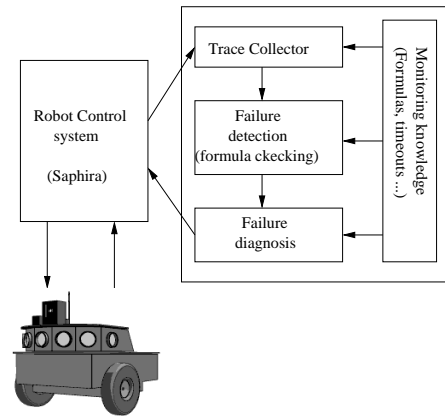 Robot Control
system
(Saphira)
Trace Collector
Failure
detection
(formula ckecking)
Failure
diagnosis
Monitoring knowledge
(Formulas, timeouts ...)